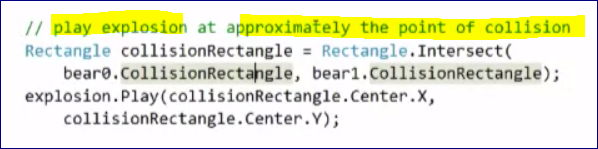 // play explosion at approximately the point of collision
Rectangle collisionRectangle = Rectangle.Intersect(
bear0.CollisionRectangle, bear1.CollisionRectangle);
explosion.Play(collisionRectangle.Center.X,
collisionRectangle.Center.Y);